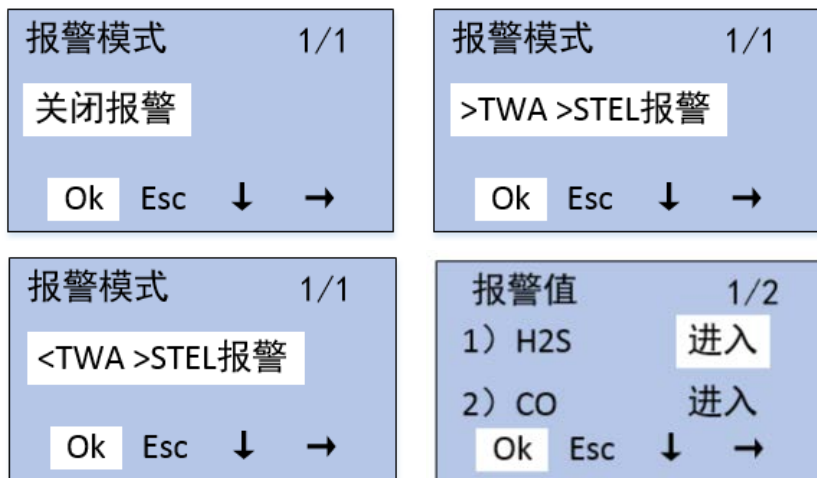 报警模式 1/1
关闭报警
Ok Esc ↓ →
报警模式 1/1
>TWA >STEL报警
Ok Esc ↓ →
报警模式 1/1
<TWA >STEL报警
Ok Esc ↓ →
报警值 1/2
1）H2S 进入
2）CO 进入
Ok Esc ↓ →